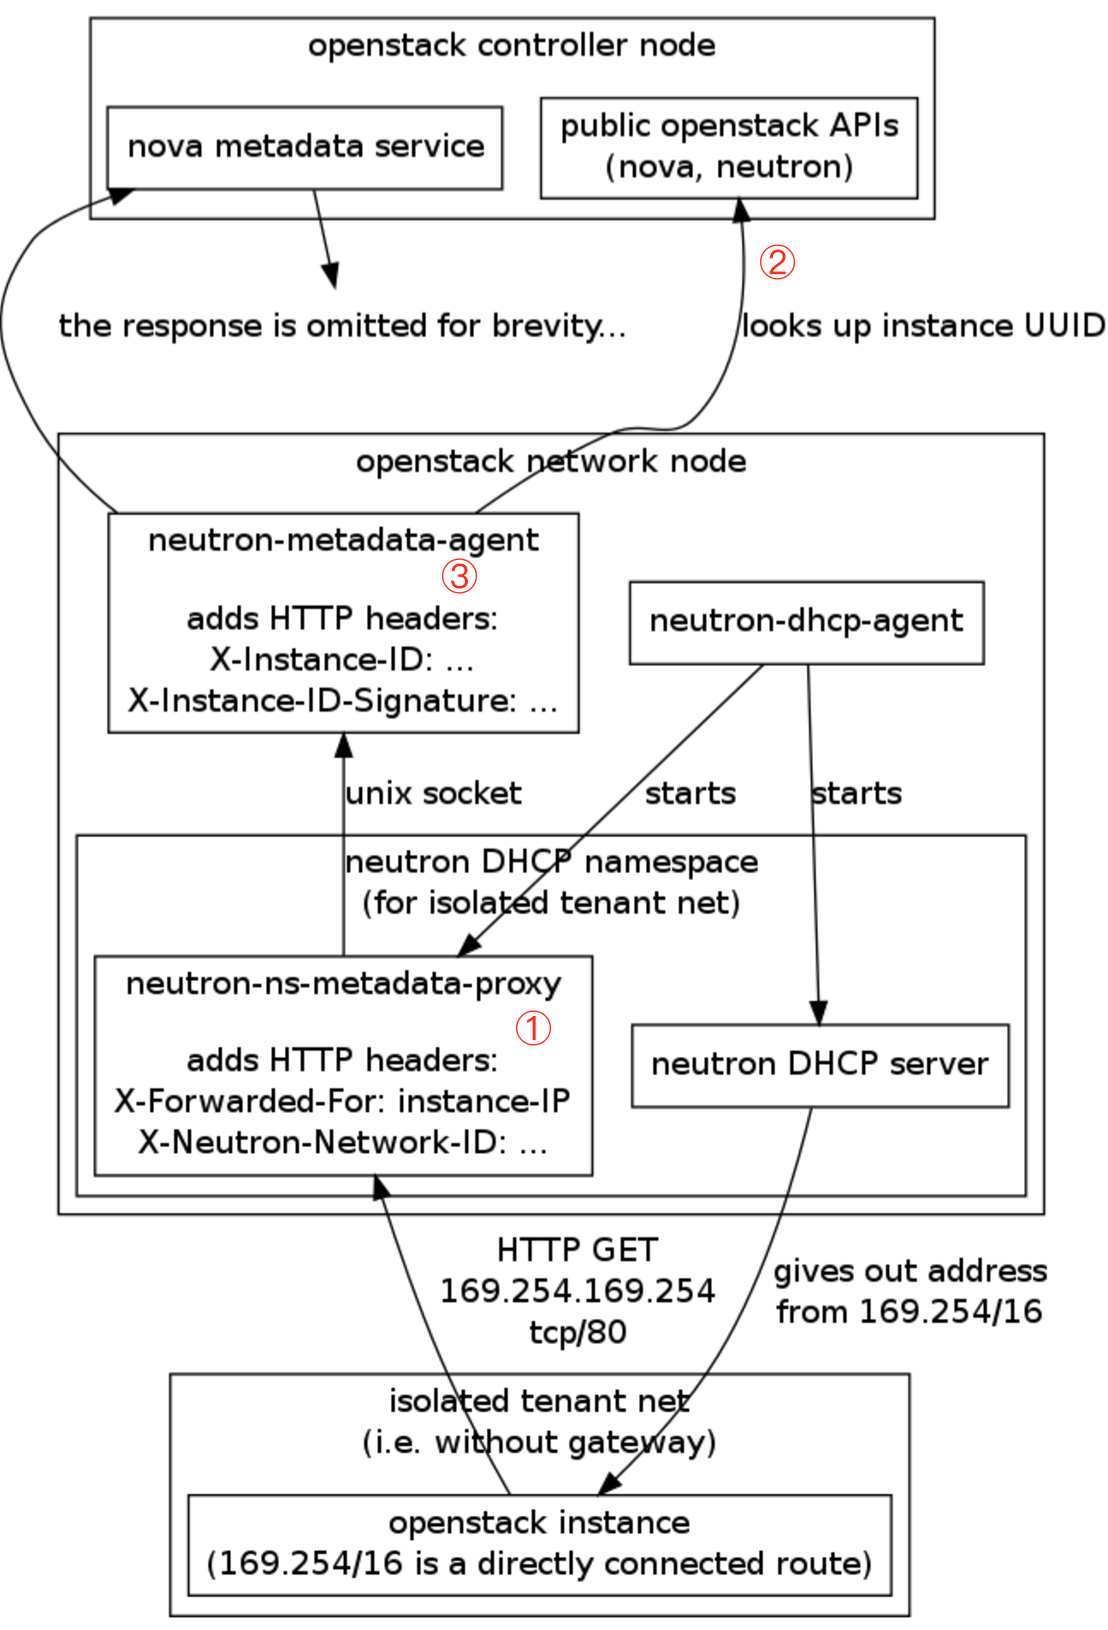 openstack controller node
nova metadata service
public openstack APIs
(nova, neutron)
②
the response is omitted for brevity...
looks up instance UUID
openstack network node
neutron-metadata-agent
③
adds HTTP headers:
X-Instance-ID: ...
X-Instance-ID-Signature: ...
neutron-dhcp-agent
unix socket
starts
starts
neutron DHCP namespace
(for isolated tenant net)
neutron-ns-metadata-proxy
①
adds HTTP headers:
X-Forwarded-For: instance-IP
X-Neutron-Network-ID: ...
neutron DHCP server
HTTP GET
169.254.169.254
tcp/80
gives out address
from 169.254/16
isolated tenant net
(i.e. without gateway)
openstack instance
(169.254/16 is a directly connected route)